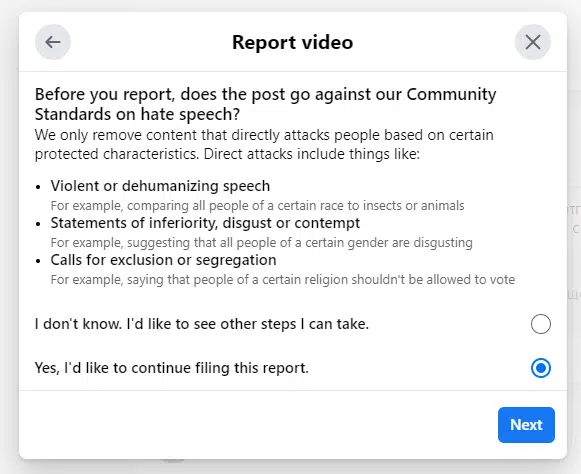 Report video
Before you report, does the post go against our Community
Standards on hate speech?
We only remove content that directly attacks people based on certain
protected characteristics. Direct attacks include things like:
• Violent or dehumanizing speech
For example, comparing all people of a certain race to insects or animals
• Statements of inferiority, disgust or contempt
For example, suggesting that all people of a certain gender are disgusting
• Calls for exclusion or segregation
For example, saying that people of a certain religion shouldn't be allowed to vote
I don't know. I'd like to see other steps I can take.
Yes, I'd like to continue filing this report.
Next